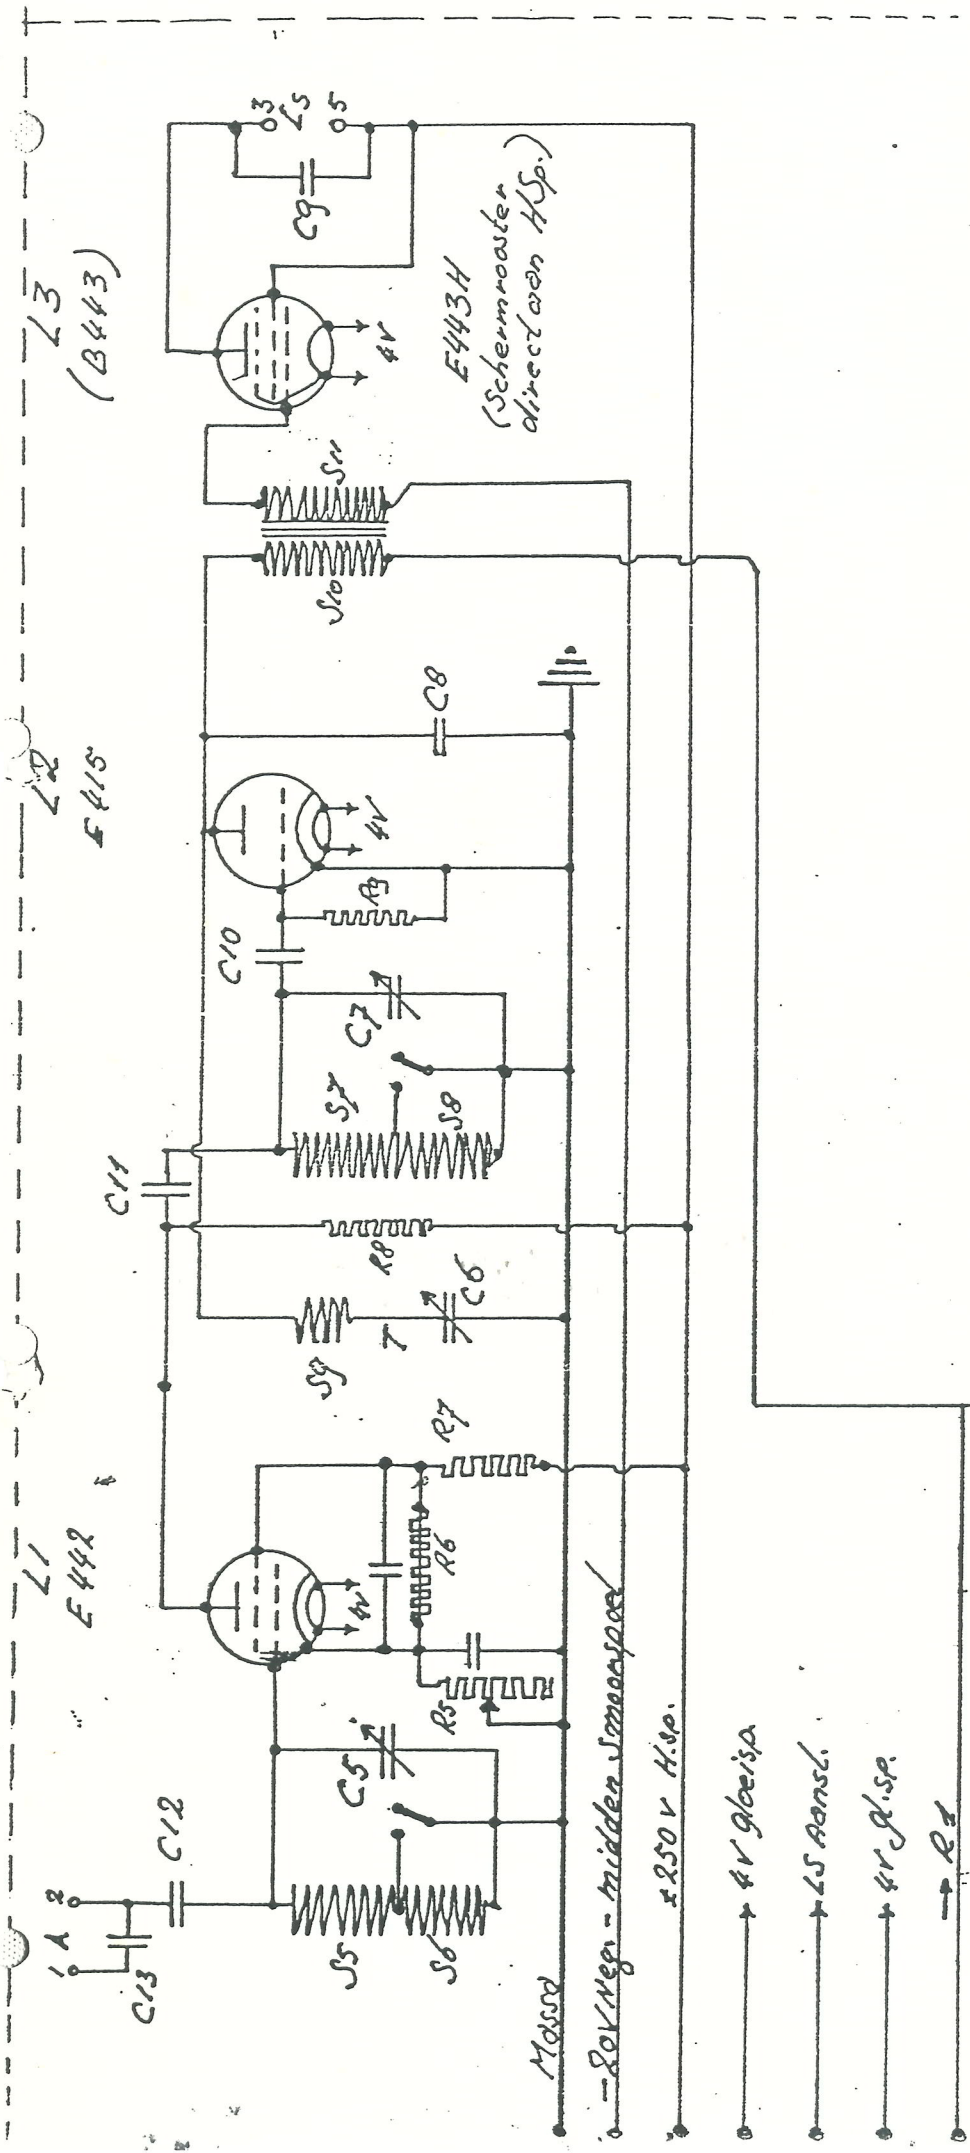 1 A 2
C13
C12
S5
S6
C5
L1
E442
4V
R5
R6
R7
S9
T
C6
R8
C11
S7
S8
C7
C10
R9
L2
E415
4V
C8
S10
S11
L3
(B443)
4V
C9
3 LS 5
E443H
(Schermrooster
direct aan HSp.)
Massa
-20V Neg. - midden Smoorspoel
± 250V H.sp.
4V gloeisp.
LS Aansl.
4V gl.sp.
→ R1